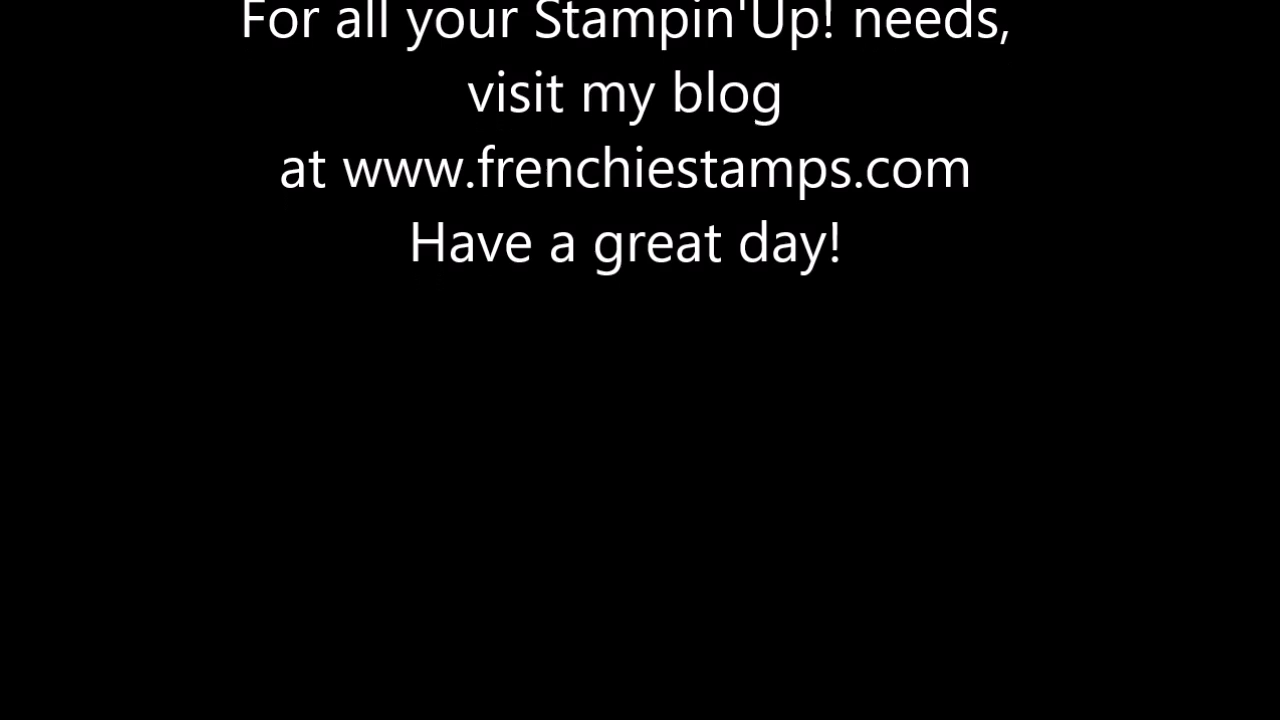 For all your Stampin'Up! needs,
visit my blog
at www.frenchiestamps.com
Have a great day!